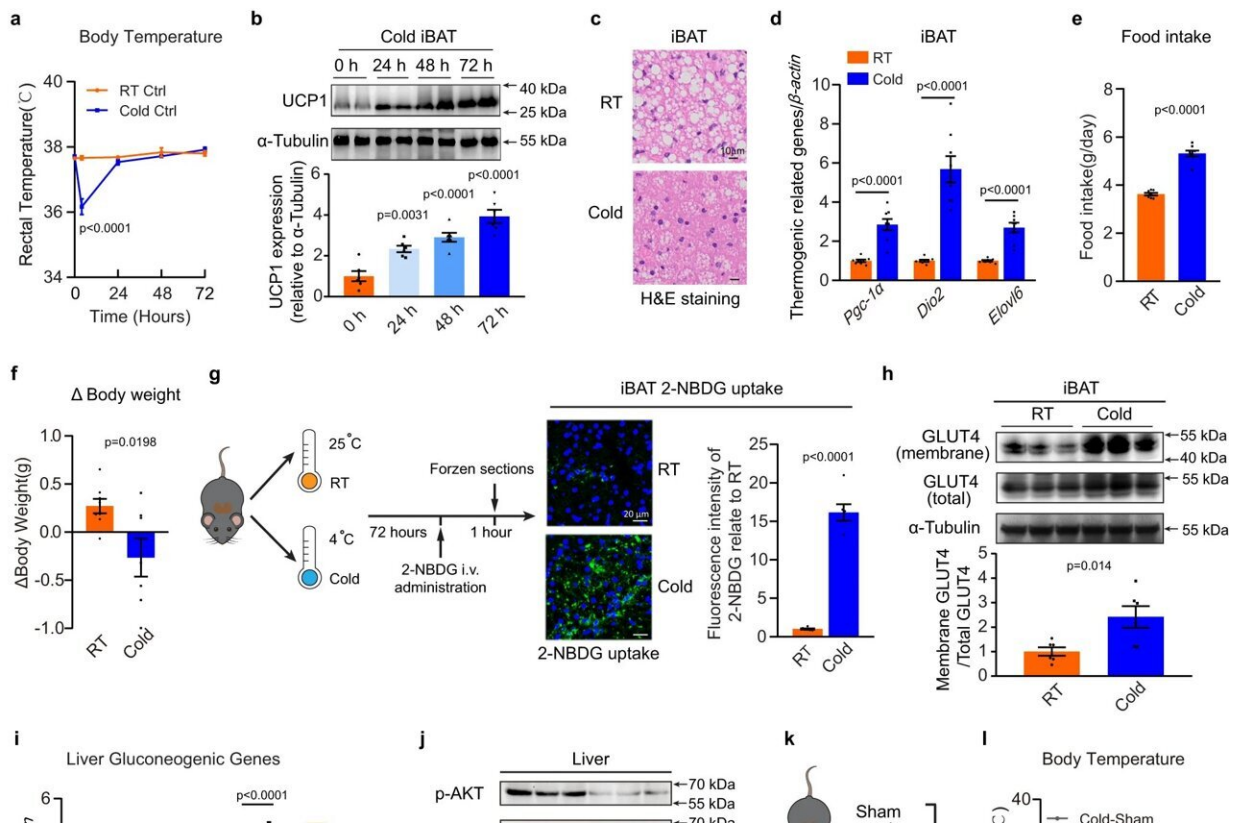 a
Body Temperature
RT Ctrl
Cold Ctrl
Rectal Temperature(℃)
40
38
36
34
p<0.0001
0 24 48 72
Time (Hours)
b
Cold iBAT
0 h 24 h 48 h 72 h
UCP1
40 kDa
25 kDa
α-Tubulin
55 kDa
UCP1 expression
(relative to α-Tubulin)
6
4
2
0
p=0.0031
p<0.0001
p<0.0001
0 h 24 h 48 h 72 h
c
iBAT
RT
10μm
Cold
H&E staining
d
iBAT
RT
Cold
Thermogenic related genes/β-actin
10
8
6
4
2
0
p<0.0001
p<0.0001
p<0.0001
Pgc-1α Dio2 Elovl6
e
Food intake
Food intake(g/day)
8
6
4
2
0
p<0.0001
RT Cold
f
Δ Body weight
ΔBody Weight(g)
1.0
0.5
0.0
-0.5
-1.0
p=0.0198
RT Cold
g
25°C
RT
4°C
Cold
Forzen sections
72 hours
1 hour
2-NBDG i.v.
administration
iBAT 2-NBDG uptake
RT
20 μm
Cold
2-NBDG uptake
Fluorescence intensity of
2-NBDG relate to RT
25
20
15
10
5
0
p<0.0001
RT Cold
h
iBAT
RT Cold
GLUT4
(membrane)
55 kDa
40 kDa
GLUT4
(total)
55 kDa
α-Tubulin
55 kDa
Membrane GLUT4
/Total GLUT4
4
3
2
1
0
p=0.014
RT Cold
i
Liver Gluconeogenic Genes
6
p<0.0001
j
Liver
p-AKT
70 kDa
55 kDa
70 kDa
k
Sham
l
Body Temperature
40
Cold-Sham